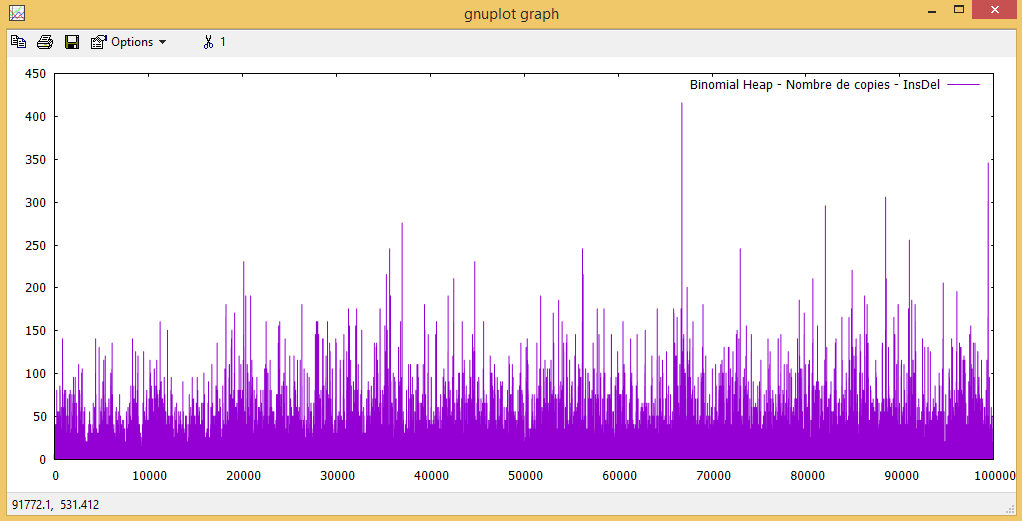 gnuplot graph
Options 1
Binomial Heap - Nombre de copies - InsDel
450
400
350
300
250
200
150
100
50
0
0 10000 20000 30000 40000 50000 60000 70000 80000 90000 100000
91772.1, 531.412